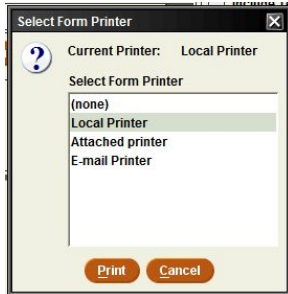 Select Form Printer
Current Printer: Local Printer
Select Form Printer
(none)
Local Printer
Attached printer
E-mail Printer
Print Cancel